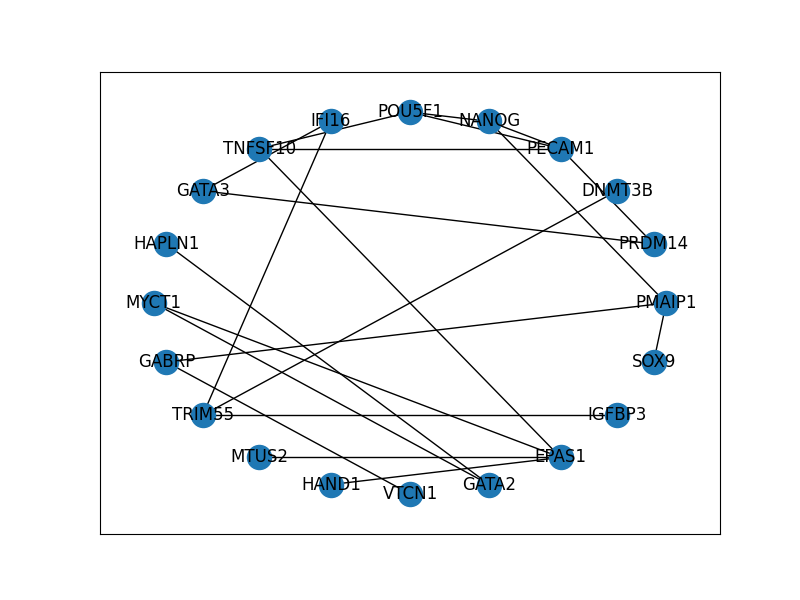 POU5F1
IFI16
NANOG
TNFSF10
PECAM1
GATA3
DNMT3B
HAPLN1
PRDM14
MYCT1
PMAIP1
GABRP
SOX9
TRIM55
IGFBP3
MTUS2
EPAS1
HAND1
GATA2
VTCN1